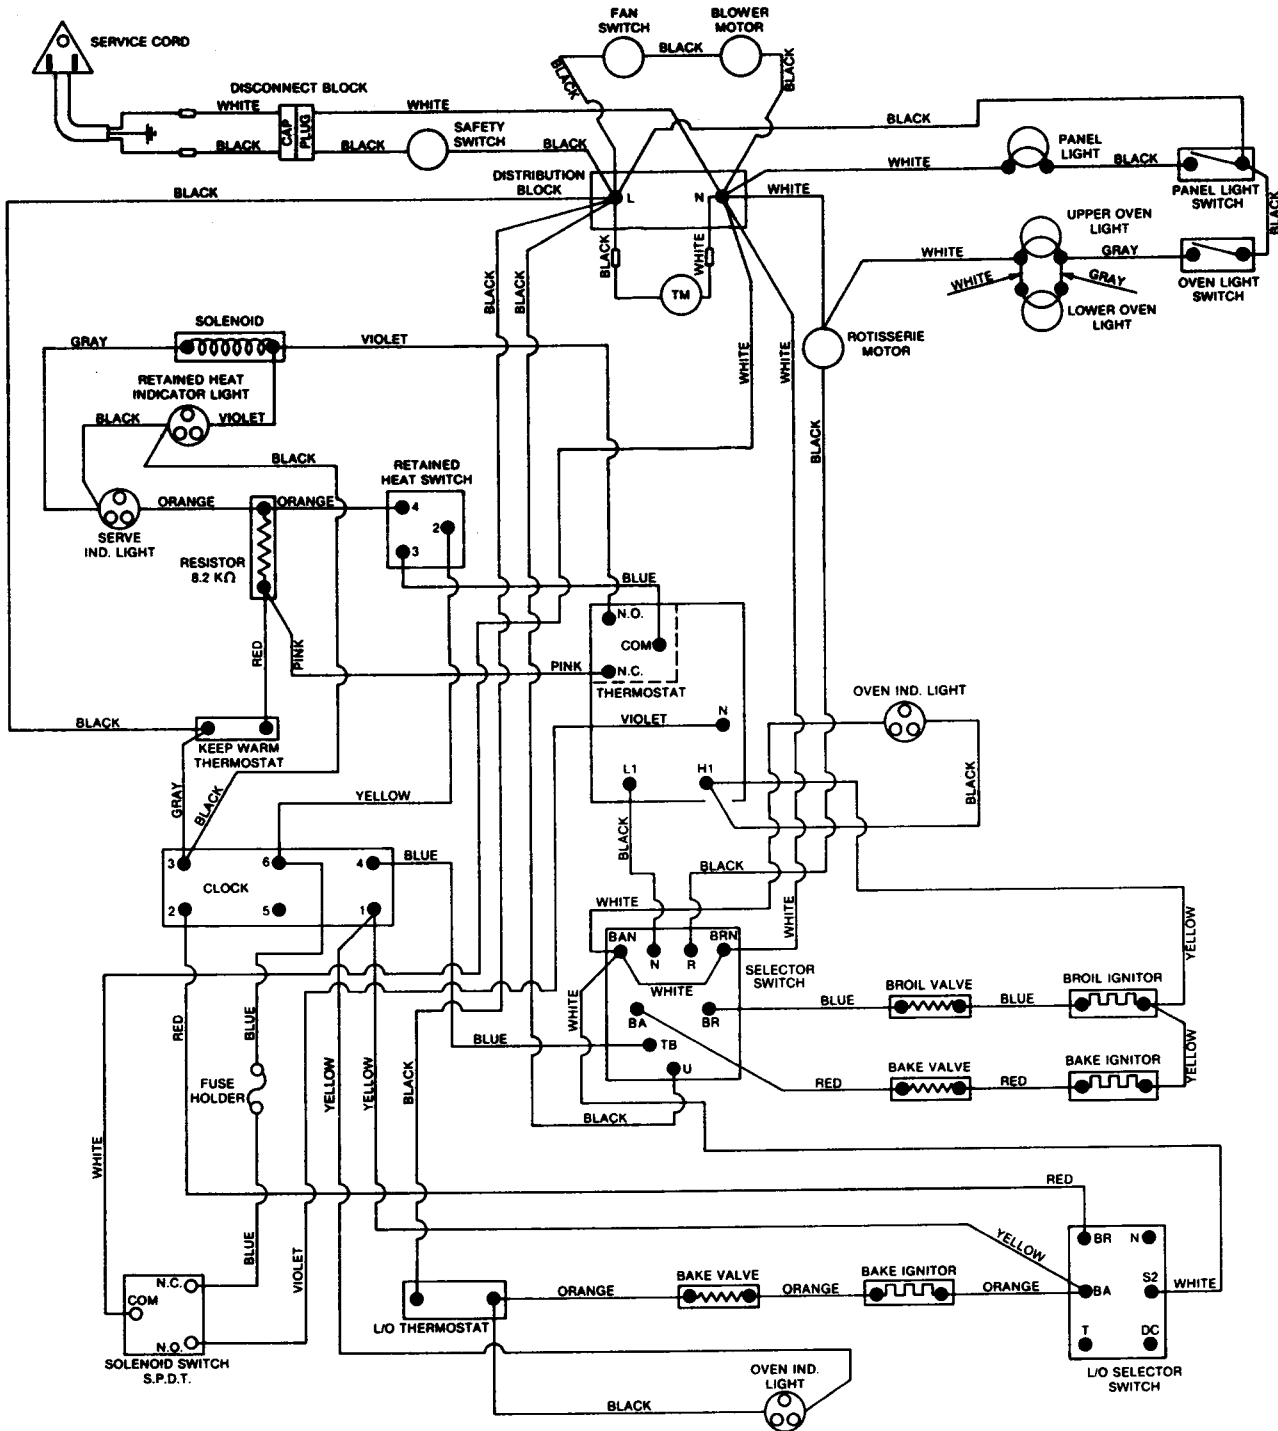 FAN
SWITCH
BLOWER
MOTOR
SERVICE CORD
BLACK
BLACK
BLACK
DISCONNECT BLOCK
WHITE
CAP
PLUG
WHITE
SAFETY
SWITCH
BLACK
BLACK
BLACK
BLACK
PANEL
LIGHT
WHITE
BLACK
PANEL LIGHT
SWITCH
BLACK
DISTRIBUTION
BLOCK
L
N
WHITE
BLACK
BLACK
WHITE
TM
UPPER OVEN
LIGHT
WHITE
GRAY
WHITE
GRAY
LOWER OVEN
LIGHT
OVEN LIGHT
SWITCH
BLACK
BLACK
ROTISSERIE
MOTOR
WHITE
WHITE
BLACK
SOLENOID
GRAY
VIOLET
RETAINED HEAT
INDICATOR LIGHT
BLACK
VIOLET
BLACK
RETAINED
HEAT SWITCH
4
2
3
ORANGE
ORANGE
SERVE
IND. LIGHT
RESISTOR
8.2 KΩ
BLUE
N.O.
COM
N.C.
THERMOSTAT
RED
PINK
PINK
N
VIOLET
L1
H1
OVEN IND. LIGHT
BLACK
BLACK
KEEP WARM
THERMOSTAT
GRAY
BLACK
YELLOW
BLACK
BLACK
3
6
4
CLOCK
2
5
1
BLUE
WHITE
WHITE
BAN
N
R
BRN
WHITE
BA
BR
TB
U
SELECTOR
SWITCH
WHITE
YELLOW
BLUE
BROIL VALVE
BLUE
BROIL IGNITOR
RED
BLUE
BLUE
YELLOW
BAKE VALVE
BAKE IGNITOR
RED
RED
FUSE
HOLDER
YELLOW
YELLOW
BLACK
BLACK
WHITE
RED
BLUE
VIOLET
YELLOW
BR
N
S2
BA
T
DC
WHITE
L/O SELECTOR
SWITCH
N.C.
COM
N.O.
SOLENOID SWITCH
S.P.D.T.
L/O THERMOSTAT
ORANGE
BAKE VALVE
ORANGE
BAKE IGNITOR
ORANGE
OVEN IND.
LIGHT
BLACK